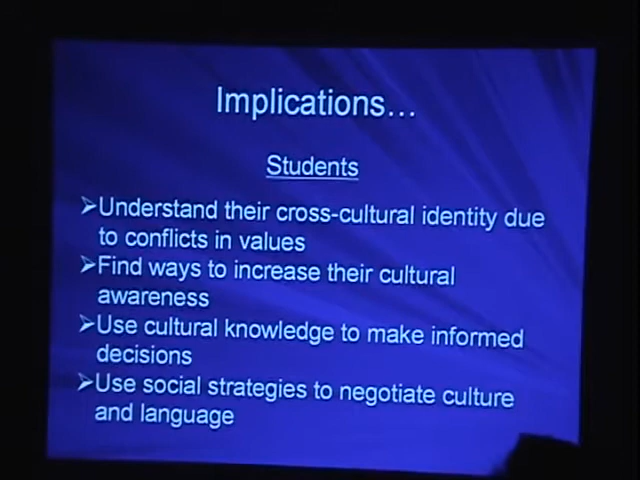 Implications...
Students
➢Understand their cross-cultural identity due
to conflicts in values
➢Find ways to increase their cultural
awareness
➢Use cultural knowledge to make informed
decisions
➢Use social strategies to negotiate culture
and language